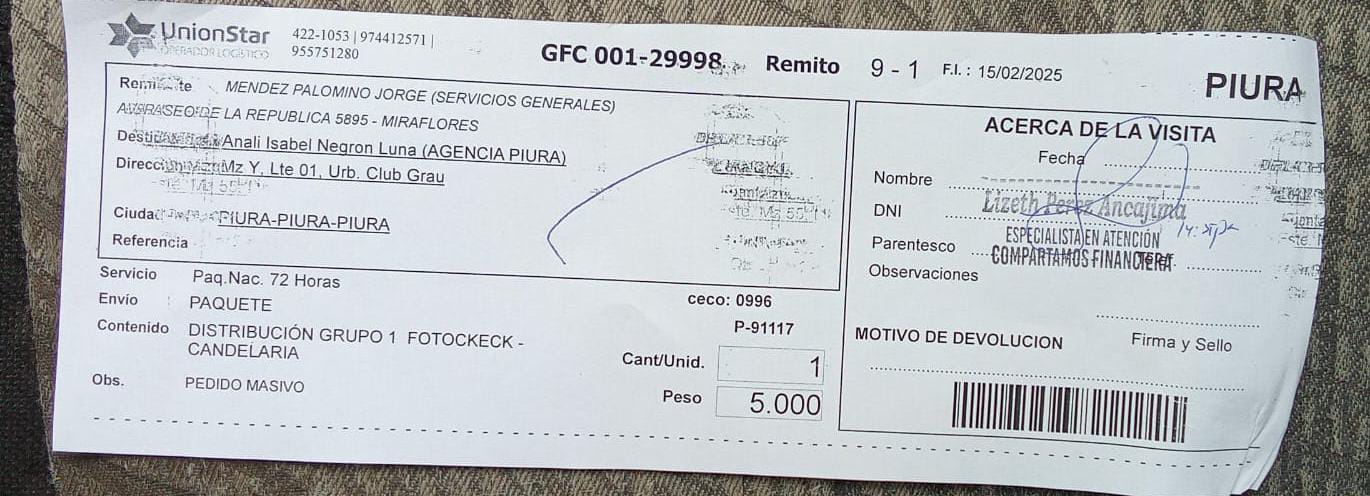 UnionStar
OPERADOR LOGÍSTICO
422-1053 | 974412571 |
955751280
GFC 001-29998
Remito 9 - 1
F.I. : 15/02/2025
PIURA
MENDEZ PALOMINO JORGE (SERVICIOS GENERALES)
REPUBLICA 5895 - MIRAFLORES
Anali Isabel Negron Luna (AGENCIA PIURA)
Mz Y, Lte 01, Urb. Club Grau
PIURA-PIURA-PIURA
Referencia
Servicio Paq.Nac. 72 Horas
Envío : PAQUETE
Contenido DISTRIBUCIÓN GRUPO 1 FOTOCKECK -
CANDELARIA
Obs. PEDIDO MASIVO
ceco: 0996
P-91117
Cant/Unid. 1
Peso 5.000
ACERCA DE LA VISITA
Fecha
Nombre
Lizeth Perez Ancajima
DNI
ESPECIALISTA EN ATENCIÓN
Parentesco
COMPARTAMOS FINANCIERA
Observaciones
MOTIVO DE DEVOLUCION
Firma y Sello